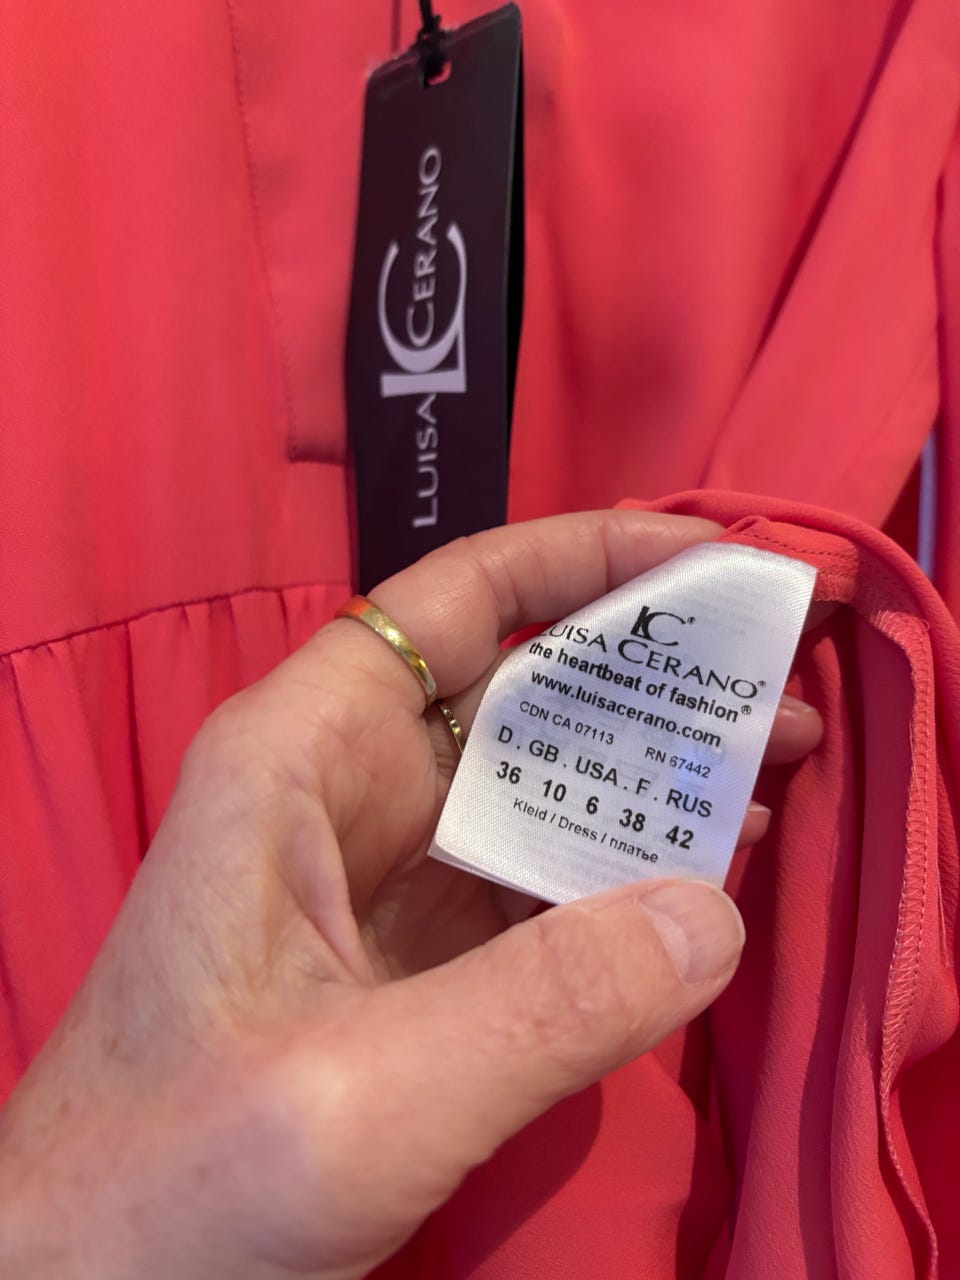 LUISA CERANO
LC
LC®
LUISA CERANO®
the heartbeat of fashion®
www.luisacerano.com
CDN CA 07113 RN 67442
D . GB . USA . F . RUS
36 10 6 38 42
Kleid / Dress / платье